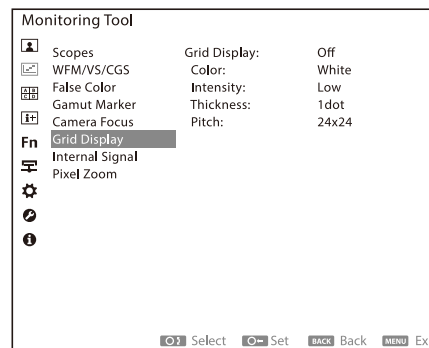 Monitoring Tool
Scopes
WFM/VS/CGS
False Color
Gamut Marker
Camera Focus
Grid Display
Internal Signal
Pixel Zoom
Grid Display: Off
Color: White
Intensity: Low
Thickness: 1dot
Pitch: 24x24
A B
C D
i+
Fn
Select Set BACK Back MENU Ex